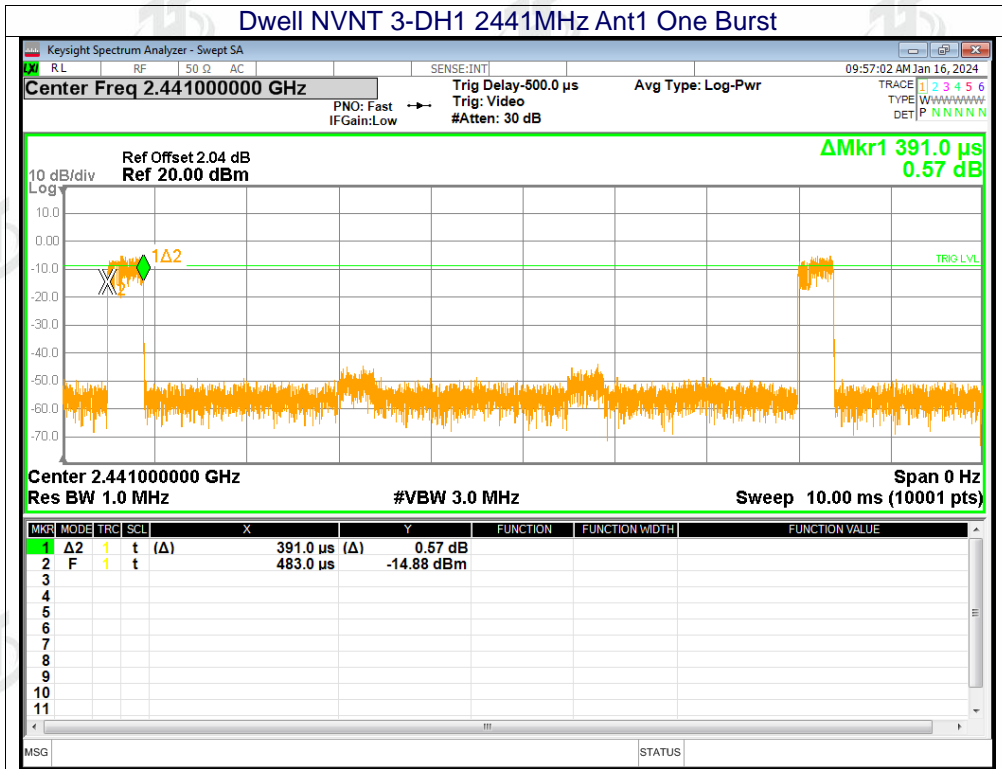 Dwell NVNT 3-DH1 2441MHz Ant1 One Burst
Keysight Spectrum Analyzer - Swept SA
LXI RL RF 50 Ω AC SENSE:INT 09:57:02 AM Jan 16, 2024
Center Freq 2.441000000 GHz
PNO: Fast
IFGain:Low
Trig Delay-500.0 µs
Trig: Video
#Atten: 30 dB
Avg Type: Log-Pwr
TRACE 1 2 3 4 5 6
TYPE WWWWWWW
DET P N N N N N
ΔMkr1 391.0 µs
0.57 dB
Ref Offset 2.04 dB
10 dB/div Ref 20.00 dBm
Log
10.0
0.00
-10.0
-20.0
-30.0
-40.0
-50.0
-60.0
-70.0
1Δ2
2
TRIG LVL
Center 2.441000000 GHz Span 0 Hz
Res BW 1.0 MHz #VBW 3.0 MHz Sweep 10.00 ms (10001 pts)
MKR MODE TRC SCL X Y FUNCTION FUNCTION WIDTH FUNCTION VALUE
1 Δ2 1 t (Δ) 391.0 µs (Δ) 0.57 dB
2 F 1 t 483.0 µs -14.88 dBm
3
4
5
6
7
8
9
10
11
MSG STATUS